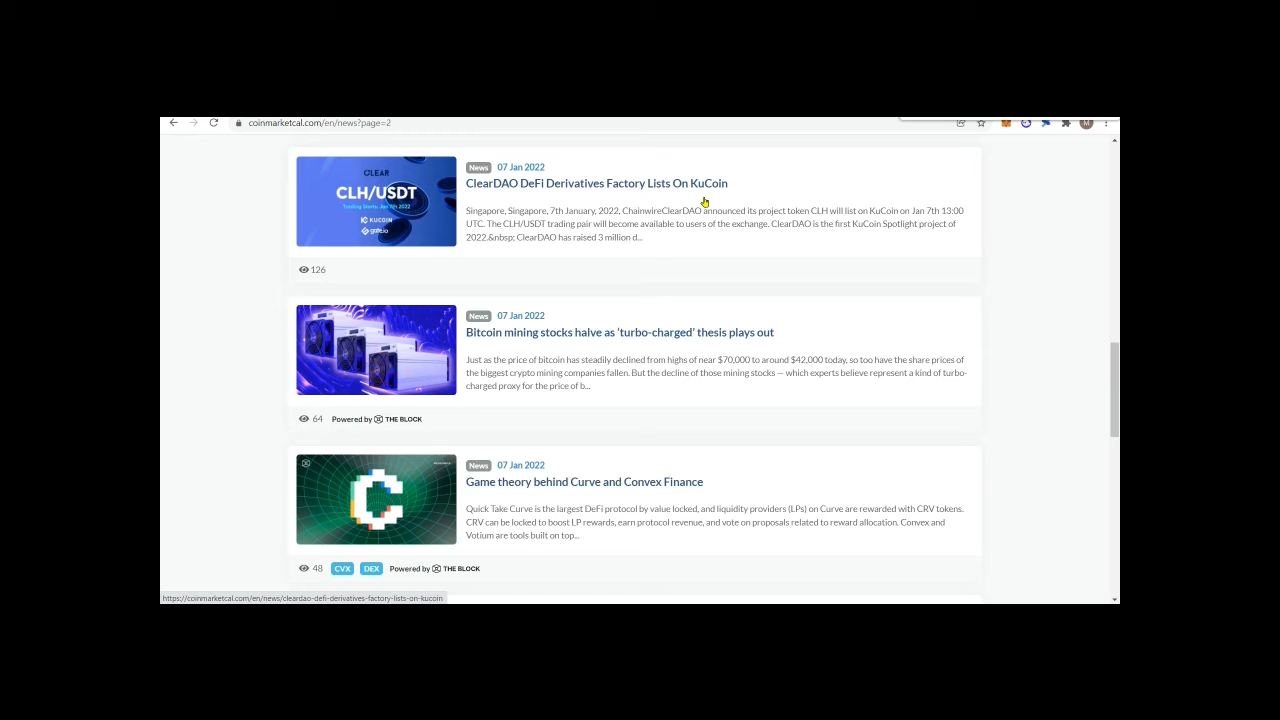 coinmarketcal.com/en/news?page=2
CLEAR
CLH/USDT
Trading Starts Jan 7th 2022
KUCOIN
gate.io
News 07 Jan 2022
ClearDAO DeFi Derivatives Factory Lists On KuCoin
Singapore, Singapore, 7th January, 2022, ChainwireClearDAO announced its project token CLH will list on KuCoin on Jan 7th 13:00
UTC. The CLH/USDT trading pair will become available to users of the exchange. ClearDAO is the first KuCoin Spotlight project of
2022.&nbsp; ClearDAO has raised 3 million d...
126
News 07 Jan 2022
Bitcoin mining stocks halve as ‘turbo-charged’ thesis plays out
Just as the price of bitcoin has steadily declined from highs of near $70,000 to around $42,000 today, so too have the share prices of
the biggest crypto mining companies fallen. But the decline of those mining stocks — which experts believe represent a kind of turbo-
charged proxy for the price of b...
64 Powered by THE BLOCK
News 07 Jan 2022
Game theory behind Curve and Convex Finance
Quick Take Curve is the largest DeFi protocol by value locked, and liquidity providers (LPs) on Curve are rewarded with CRV tokens.
CRV can be locked to boost LP rewards, earn protocol revenue, and vote on proposals related to reward allocation. Convex and
Votium are tools built on top...
48 CVX DEX Powered by THE BLOCK
https://coinmarketcal.com/en/news/cleardao-defi-derivatives-factory-lists-on-kucoin